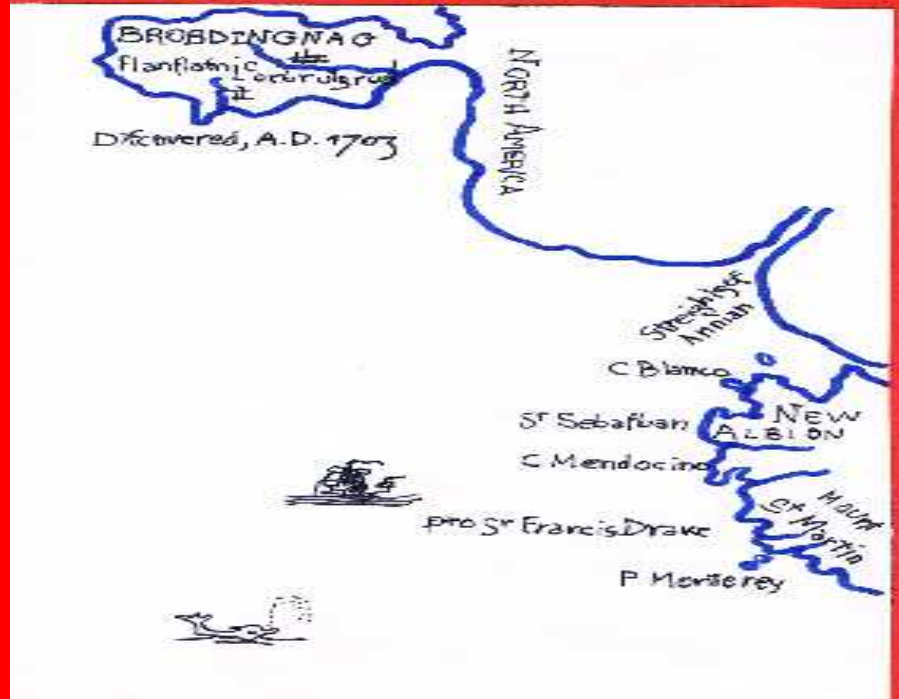 BROBDINGNAG
flanflatnic
Lorbrulgrud
Discovered, A.D. 1703
NORTH AMERICA
Streights of
Annian
C Blanco
NEW
ALBION
St Sebastian
C Mendocino
Mount
St Martin
pto Sr Francis Drake
P Monterey